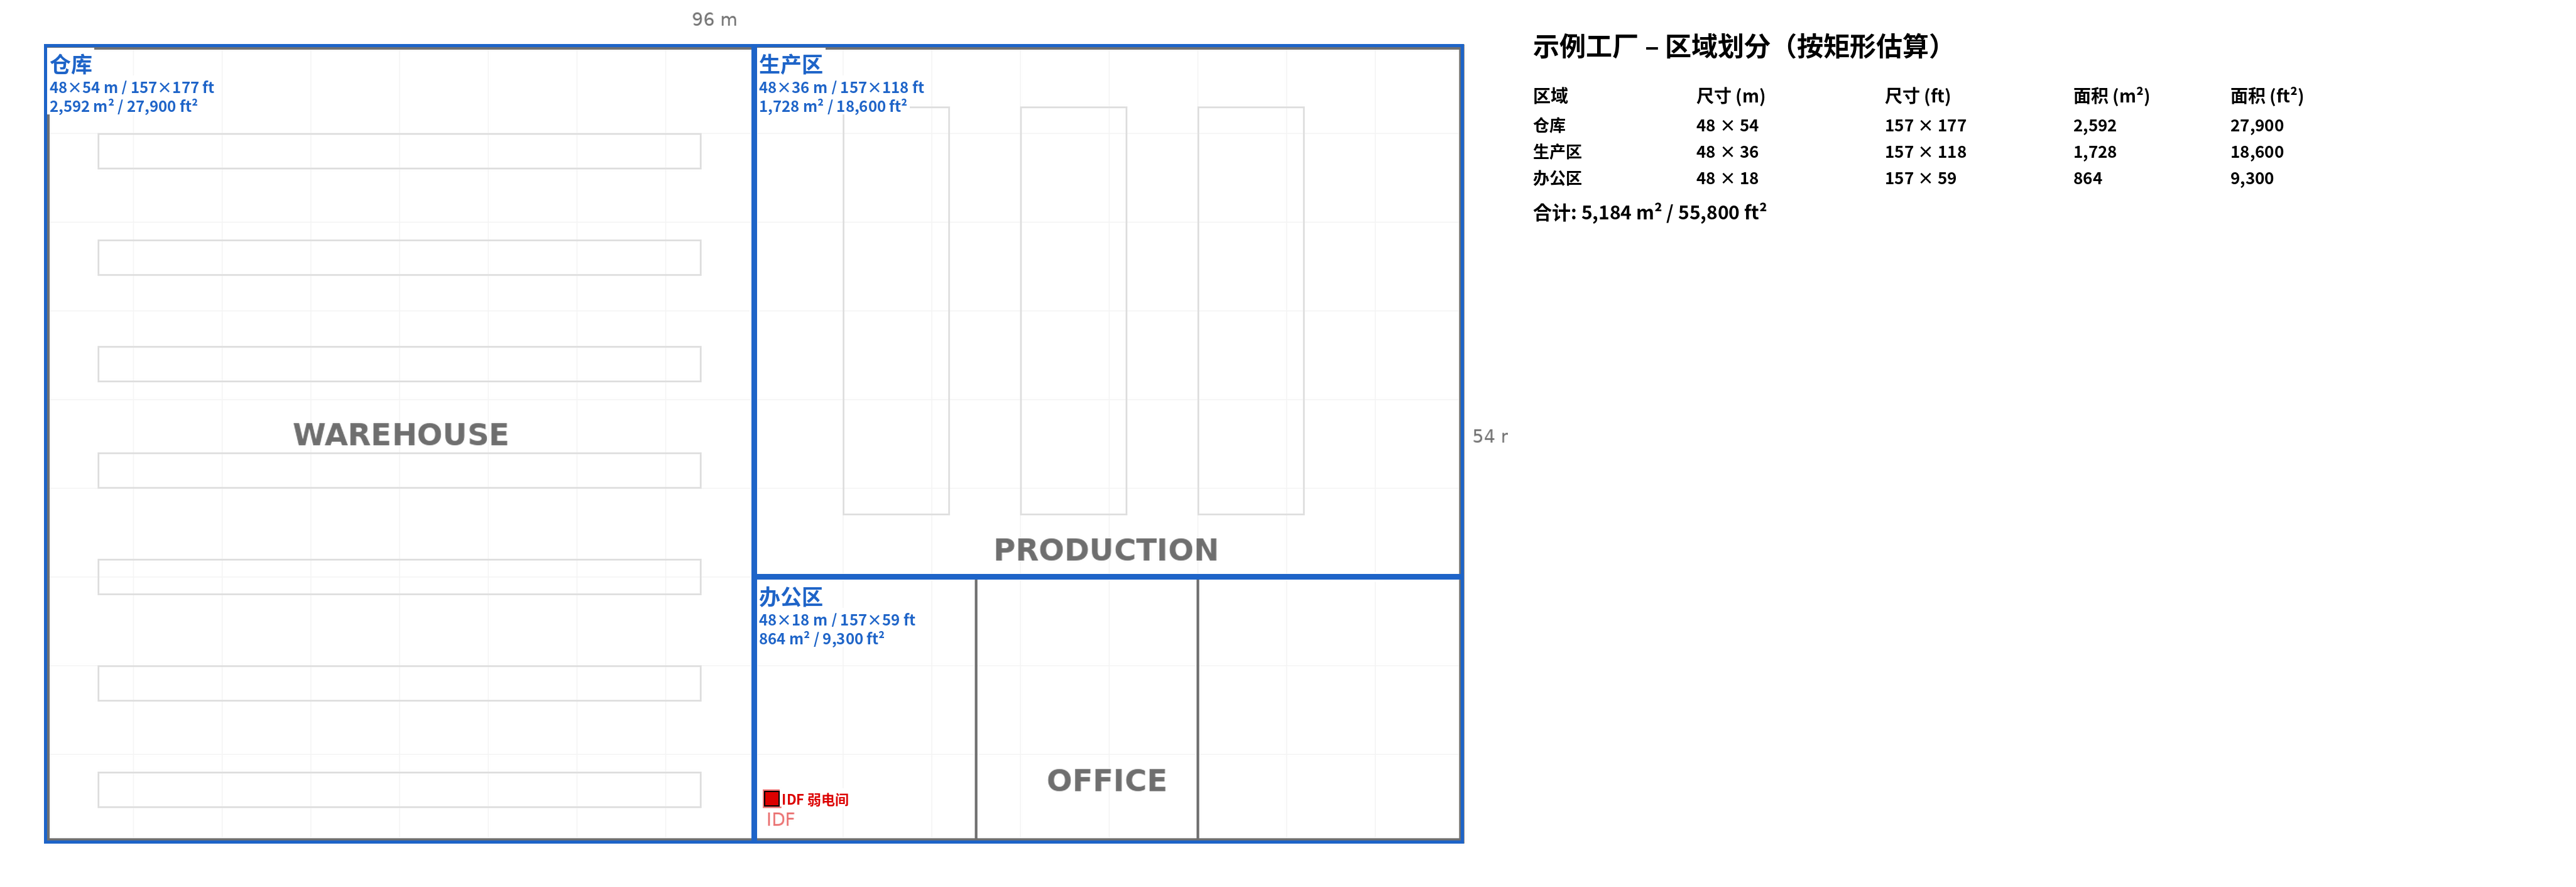 96 m
仓库
48×54 m / 157×177 ft
2,592 m² / 27,900 ft²
WAREHOUSE
生产区
48×36 m / 157×118 ft
1,728 m² / 18,600 ft²
PRODUCTION
54 r
办公区
48×18 m / 157×59 ft
864 m² / 9,300 ft²
OFFICE
IDF 弱电间
IDF
示例工厂 – 区域划分（按矩形估算）
区域 尺寸 (m) 尺寸 (ft) 面积 (m²) 面积 (ft²)
仓库 48 × 54 157 × 177 2,592 27,900
生产区 48 × 36 157 × 118 1,728 18,600
办公区 48 × 18 157 × 59 864 9,300
合计: 5,184 m² / 55,800 ft²